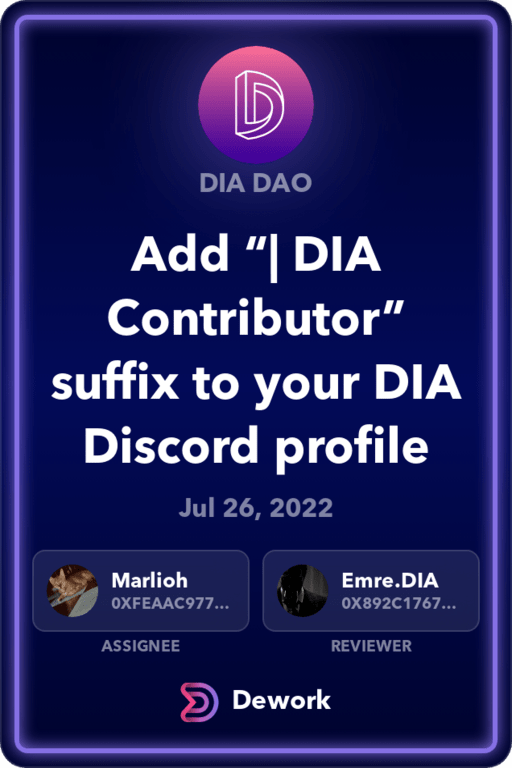 DIA DAO
Add “| DIA
Contributor”
suffix to your DIA
Discord profile
Jul 26, 2022
Marlioh
0XFEAAC977...
Emre.DIA
0X892C1767...
ASSIGNEE
REVIEWER
Dework